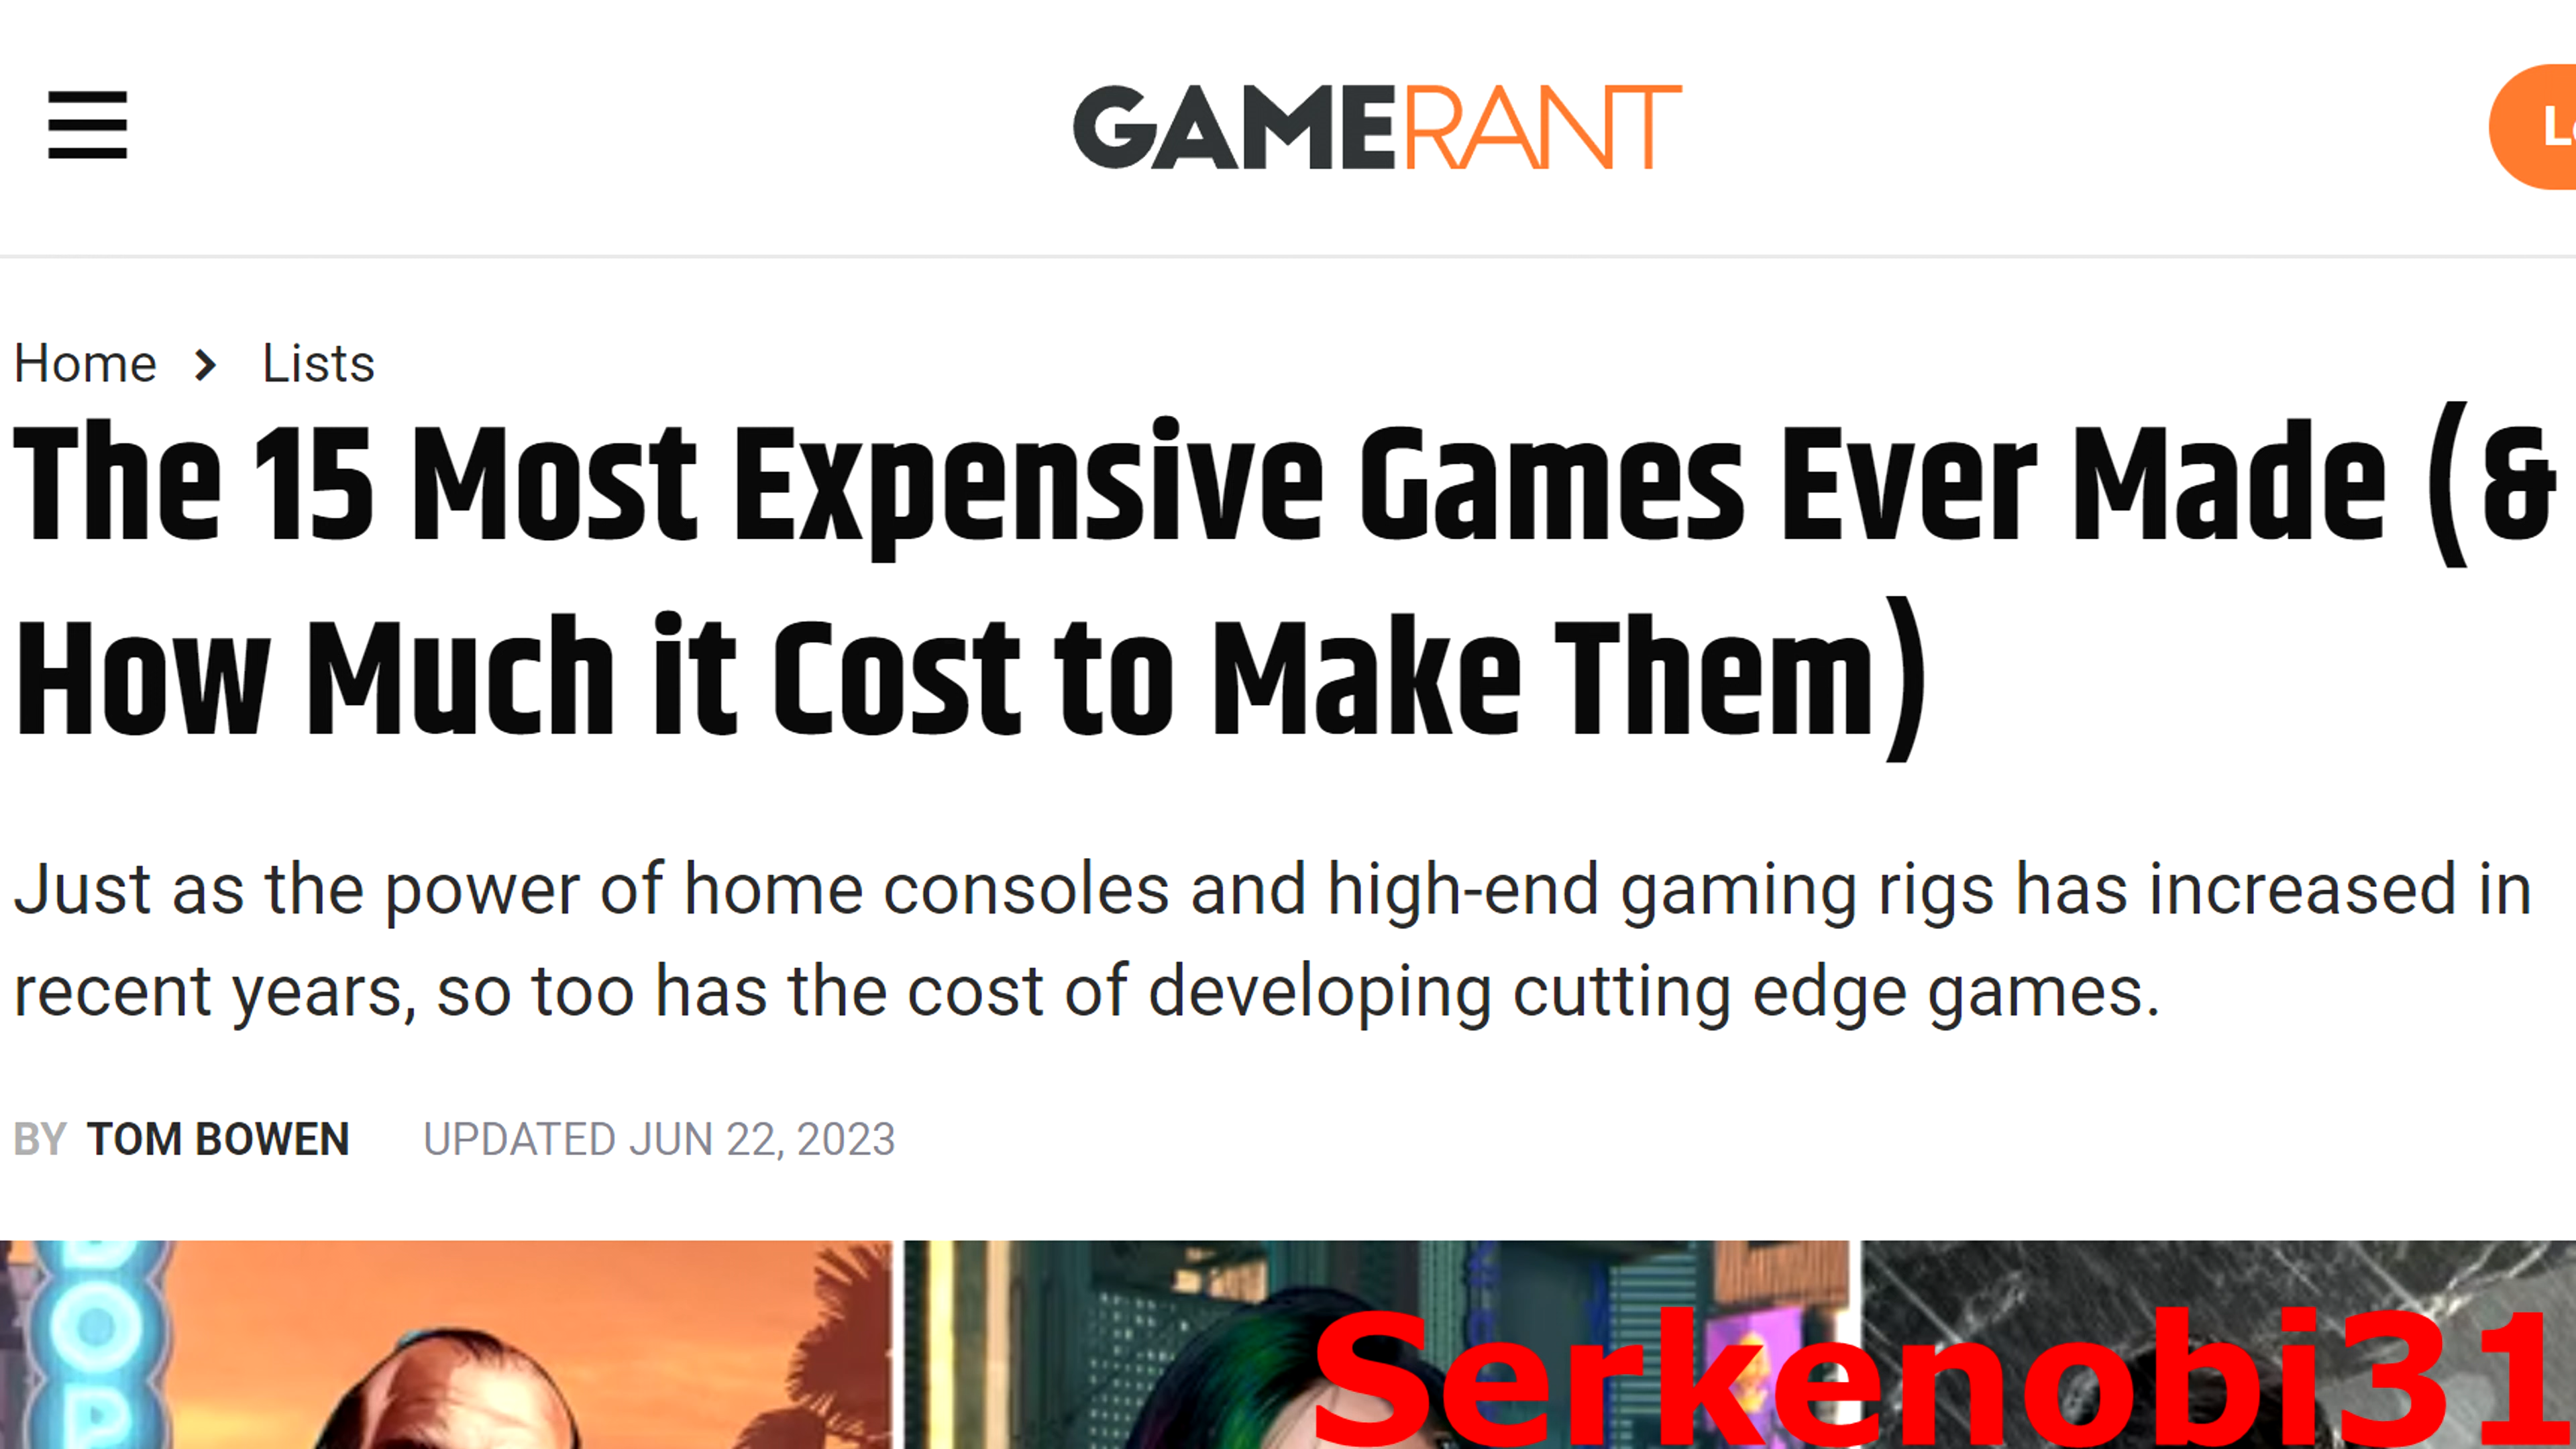 GAMERANT
Home > Lists
The 15 Most Expensive Games Ever Made (&
How Much it Cost to Make Them)
Just as the power of home consoles and high-end gaming rigs has increased in
recent years, so too has the cost of developing cutting edge games.
BY TOM BOWEN UPDATED JUN 22, 2023
OP
Serkenobi31